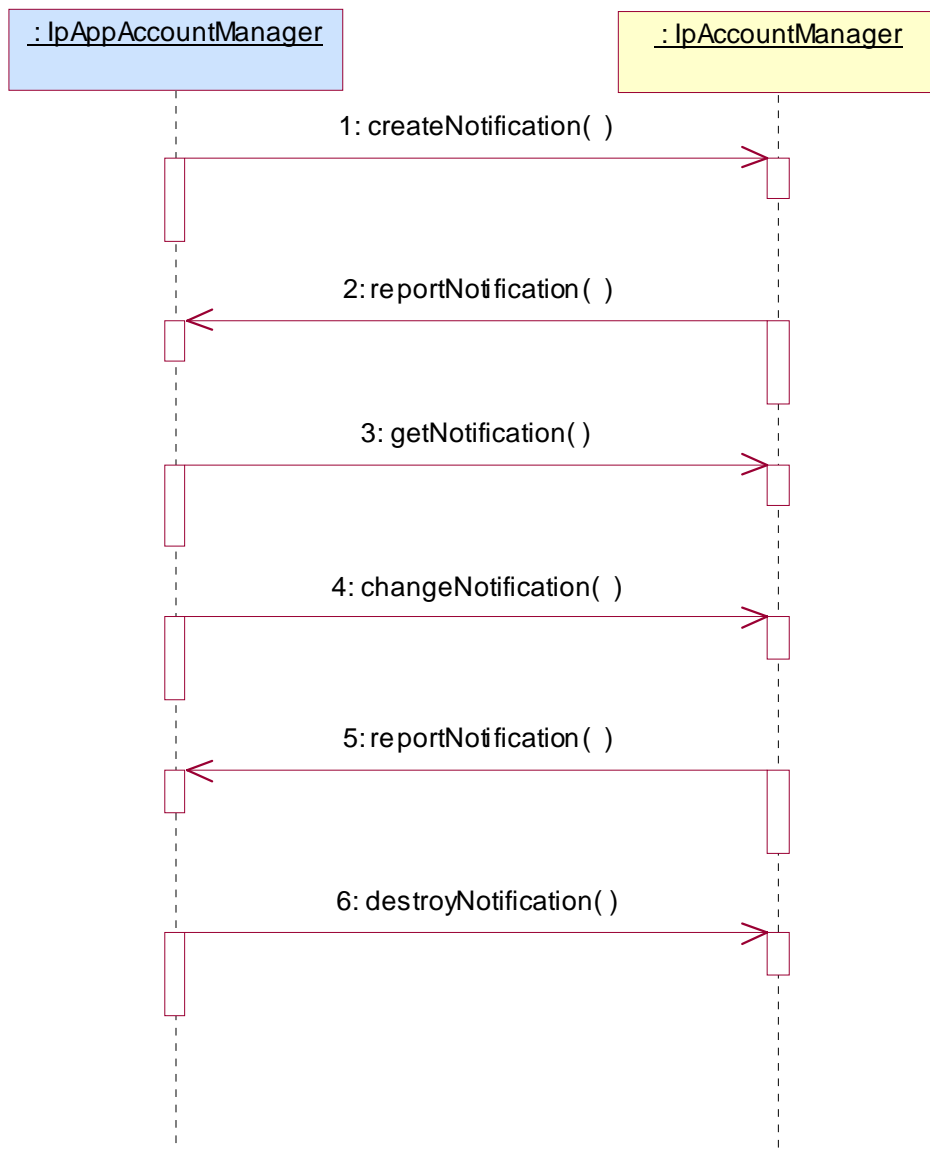 : IpAppAccountManager
: IpAccountManager
1: createNotification( )
2: reportNotification( )
3: getNotification( )
4: changeNotification( )
5: reportNotification( )
6: destroyNotification( )